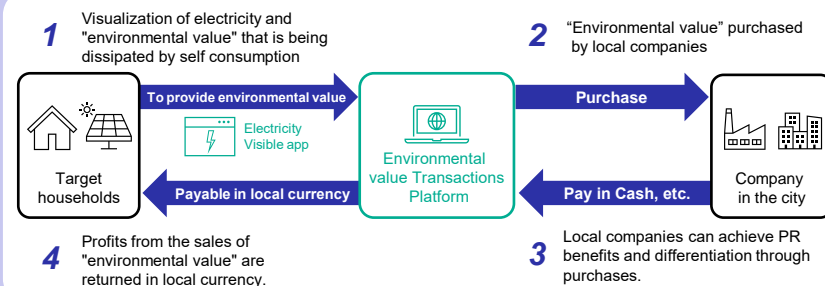 1
Visualization of electricity and
"environmental value" that is being
dissipated by self consumption
2
“Environmental value” purchased
by local companies
Target
households
To provide environmental value
Electricity
Visible app
Payable in local currency
Environmental
value Transactions
Platform
Purchase
Pay in Cash, etc.
Company
in the city
4
Profits from the sales of
"environmental value" are
returned in local currency.
3
Local companies can achieve PR
benefits and differentiation through
purchases.